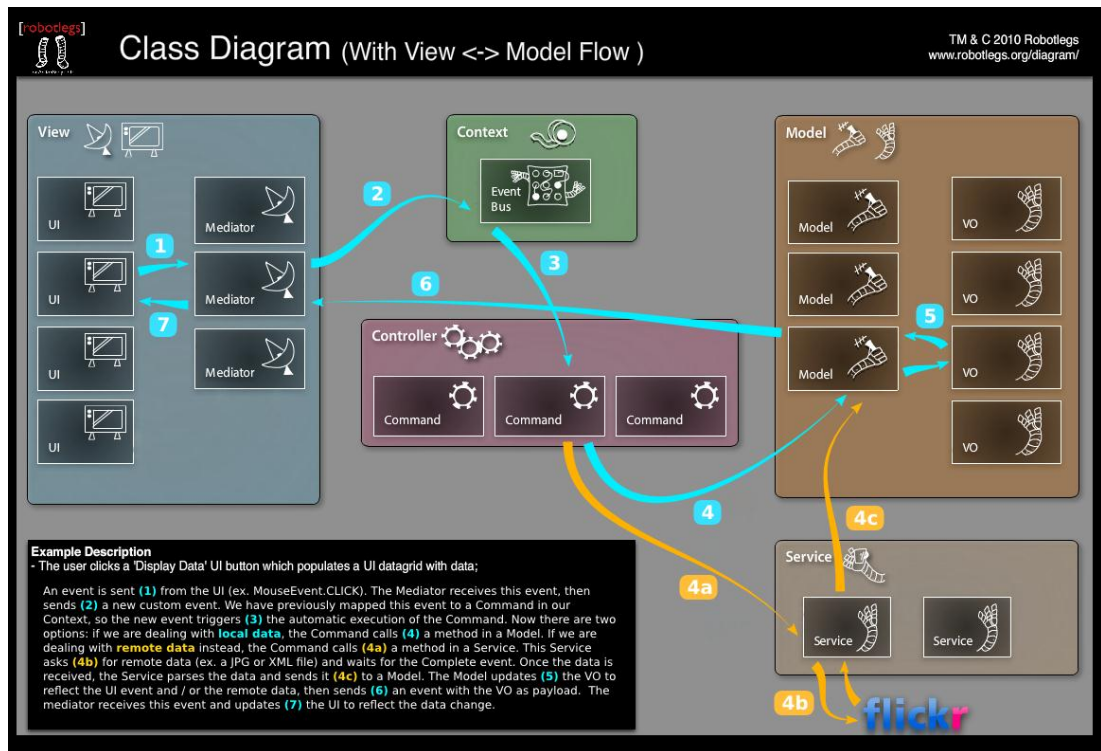 [robotlegs]
Class Diagram (With View <-> Model Flow )
TM & C 2010 Robotlegs
www.robotlegs.org/diagram/
View
UI
UI
UI
UI
Mediator
Mediator
Mediator
1
7
2
Context
Event
Bus
3
6
Controller
Command
Command
Command
Model
Model
Model
Model
VO
VO
VO
VO
5
4
4a
4c
Service
Service
Service
4b
flickr
Example Description
- The user clicks a 'Display Data' UI button which populates a UI datagrid with data;
An event is sent (1) from the UI (ex. MouseEvent.CLICK). The Mediator receives this event, then
sends (2) a new custom event. We have previously mapped this event to a Command in our
Context, so the new event triggers (3) the automatic execution of the Command. Now there are two
options: if we are dealing with local data, the Command calls (4) a method in a Model. If we are
dealing with remote data instead, the Command calls (4a) a method in a Service. This Service
asks (4b) for remote data (ex. a JPG or XML file) and waits for the Complete event. Once the data is
received, the Service parses the data and sends it (4c) to a Model. The Model updates (5) the VO to
reflect the UI event and / or the remote data, then sends (6) an event with the VO as payload. The
mediator receives this event and updates (7) the UI to reflect the data change.